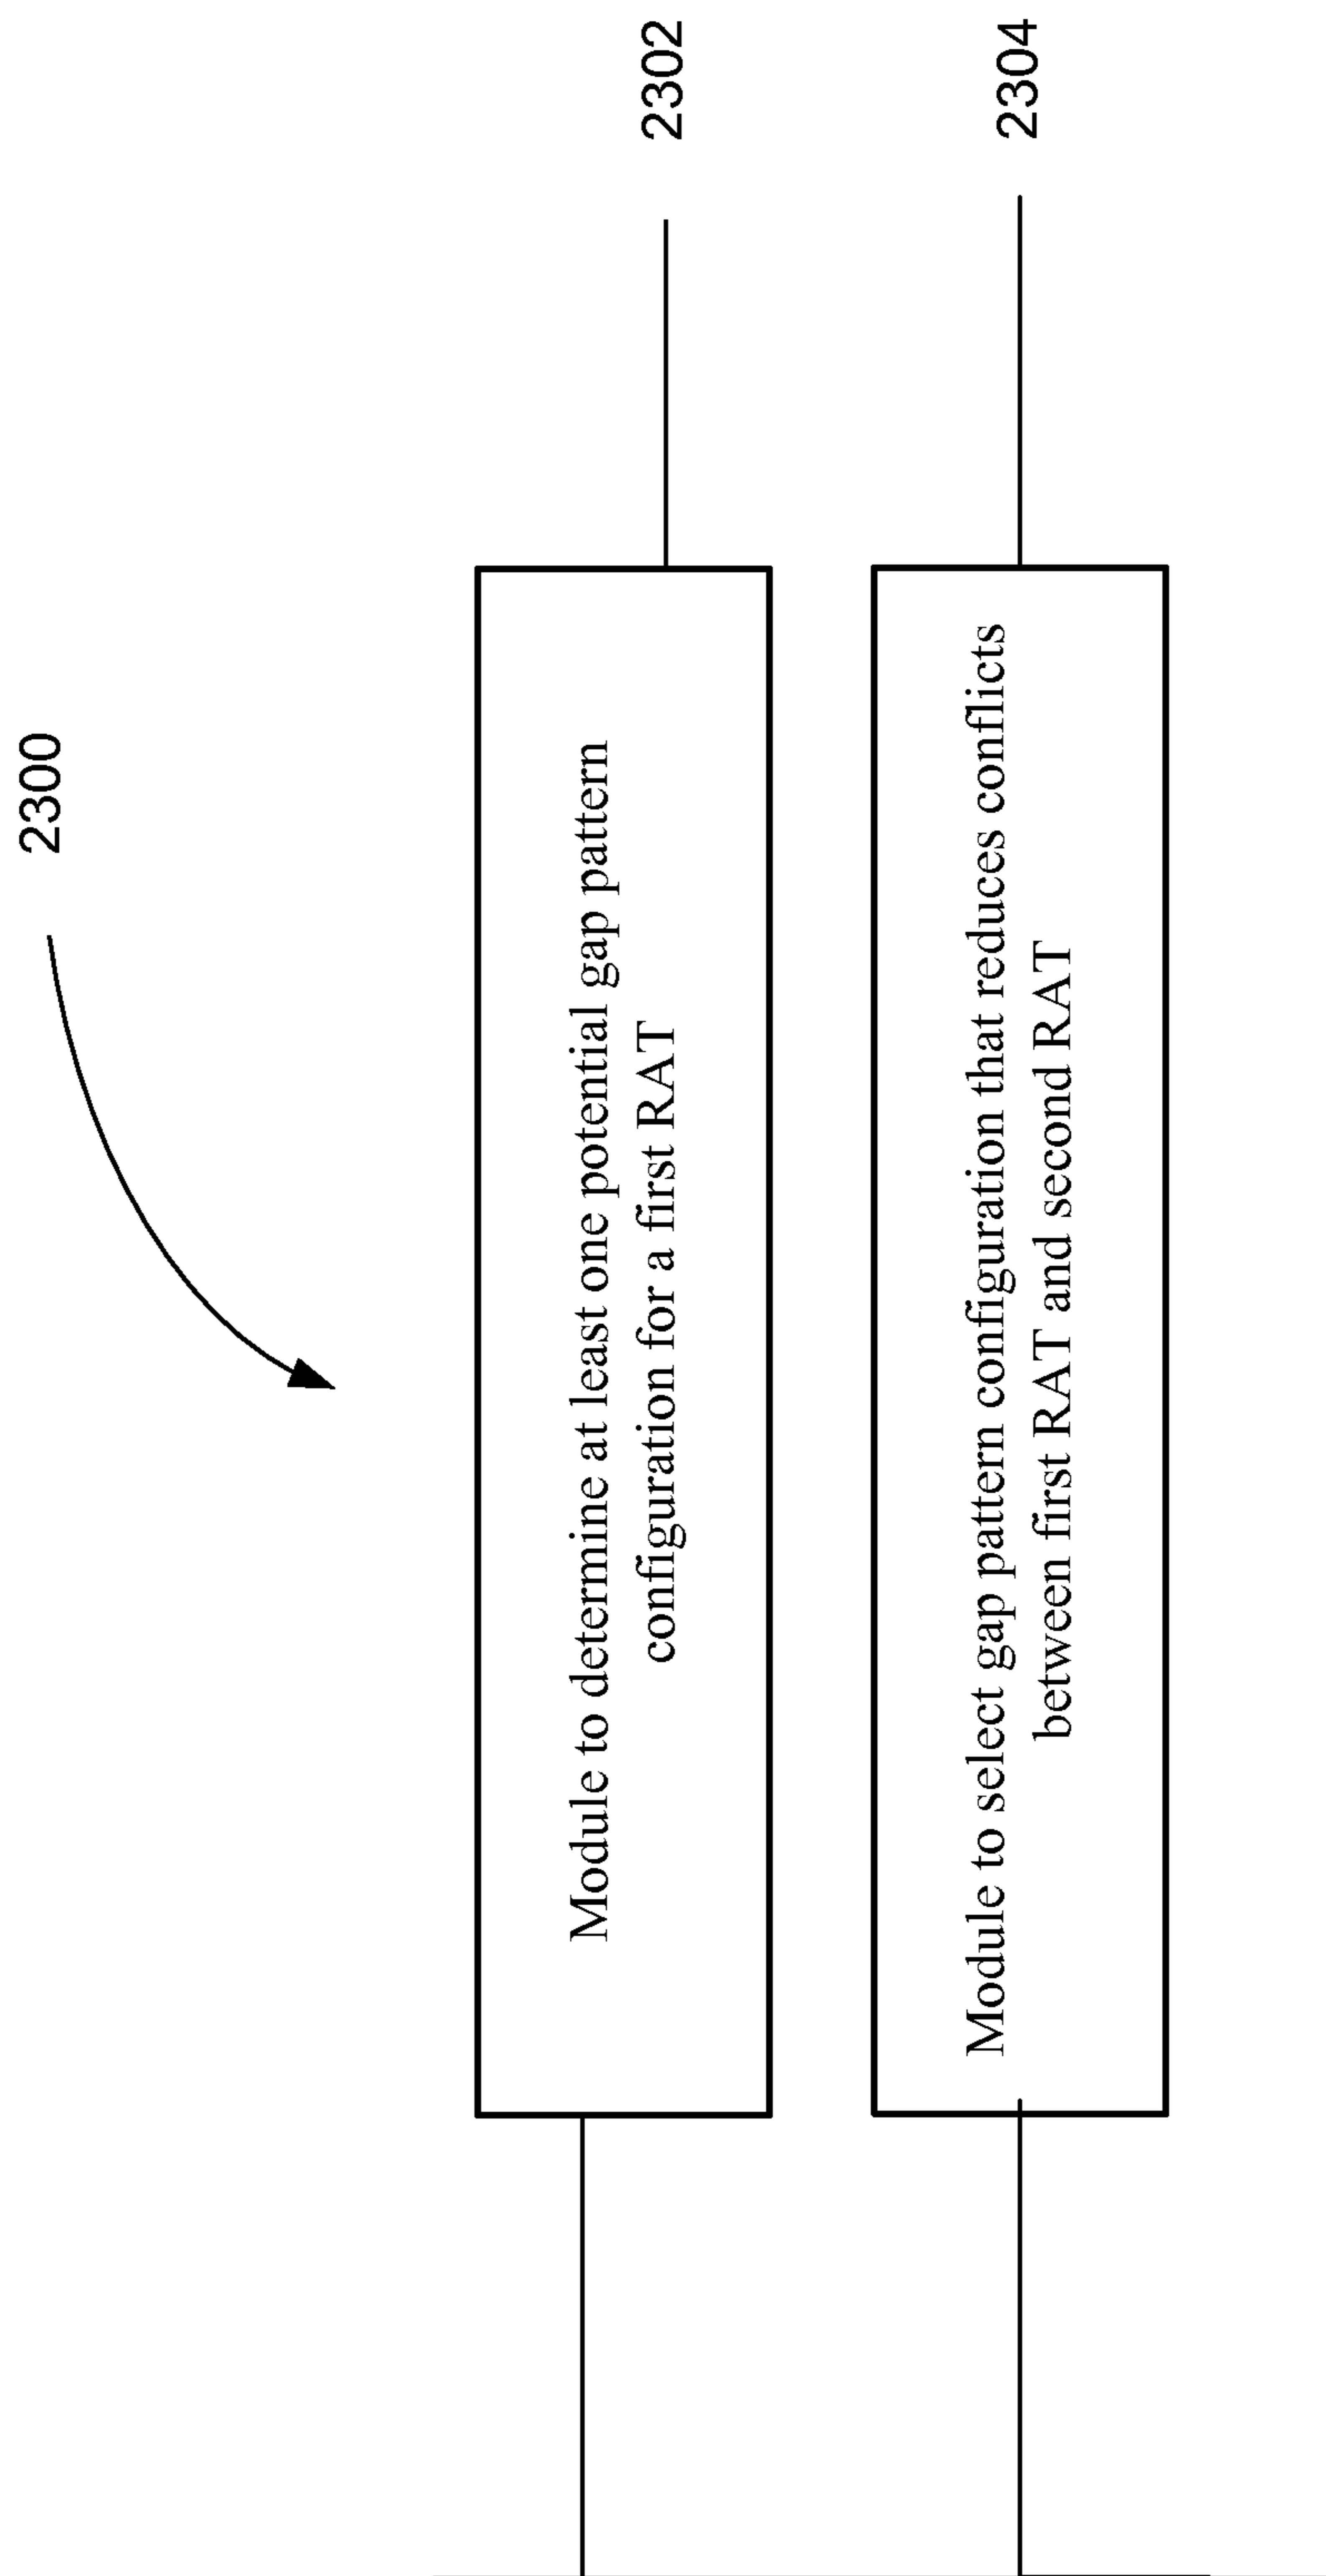 2300
Module to determine at least one potential gap pattern
configuration for a first RAT
2302
Module to select gap pattern configuration that reduces conflicts
between first RAT and second RAT
2304